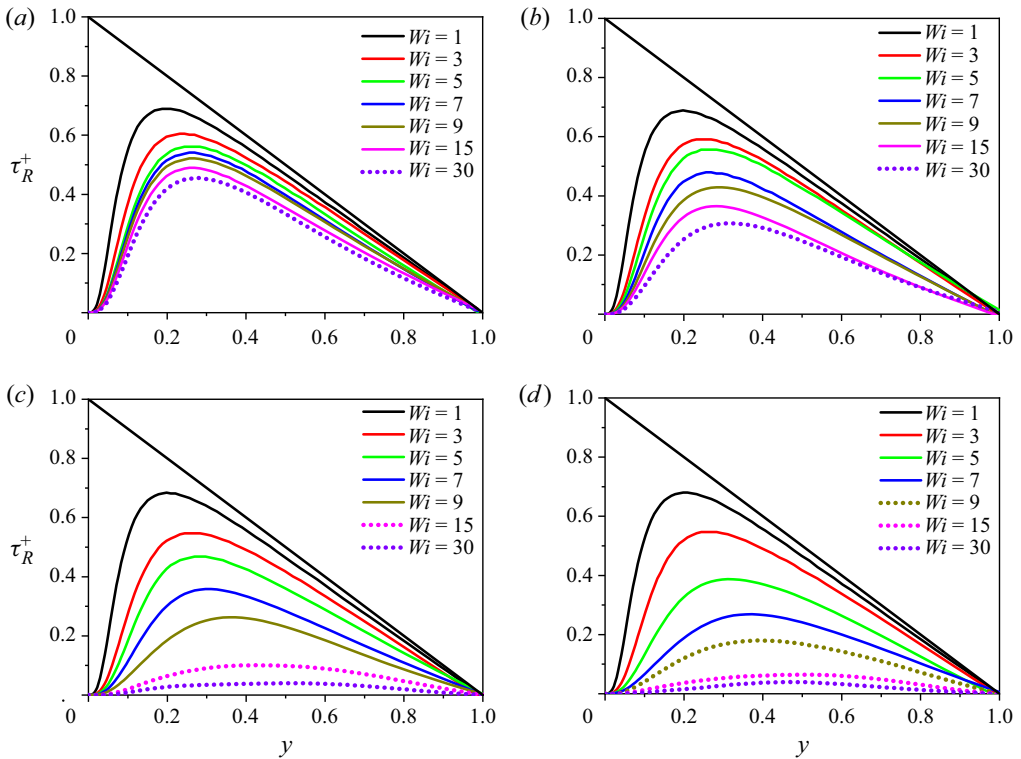 (a)
1.0
0.8
0.6
0.4
0.2
0
0.2
0.4
0.6
0.8
1.0
τ_R^+
Wi = 1
Wi = 3
Wi = 5
Wi = 7
Wi = 9
Wi = 15
Wi = 30
(b)
1.0
0.8
0.6
0.4
0.2
0
0.2
0.4
0.6
0.8
1.0
Wi = 1
Wi = 3
Wi = 5
Wi = 7
Wi = 9
Wi = 15
Wi = 30
(c)
1.0
0.8
0.6
0.4
0.2
0
0.2
0.4
0.6
0.8
1.0
τ_R^+
y
Wi = 1
Wi = 3
Wi = 5
Wi = 7
Wi = 9
Wi = 15
Wi = 30
(d)
1.0
0.8
0.6
0.4
0.2
0
0.2
0.4
0.6
0.8
1.0
y
Wi = 1
Wi = 3
Wi = 5
Wi = 7
Wi = 9
Wi = 15
Wi = 30